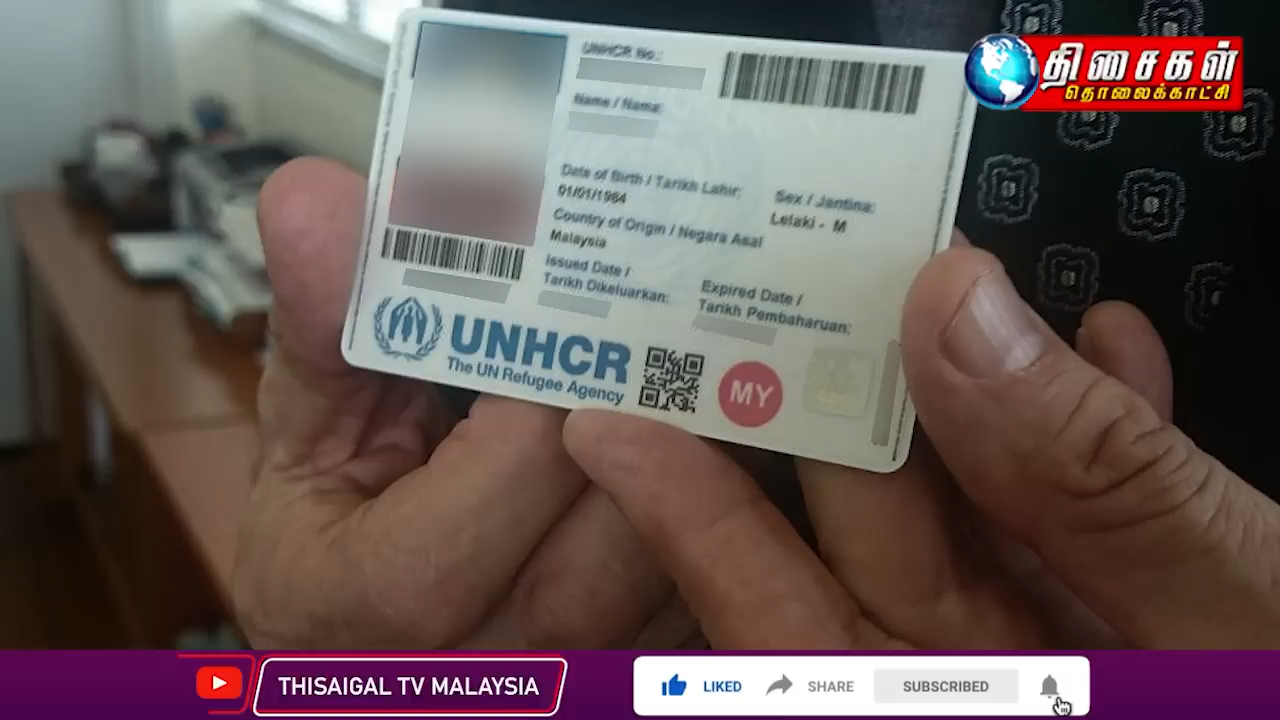 UNHCR No.:
Name / Nama:
Date of Birth / Tarikh Lahir:
01/01/1984
Sex / Jantina:
Lelaki - M
Country of Origin / Negara Asal
Malaysia
Issued Date /
Tarikh Dikeluarkan:
Expired Date /
Tarikh Pembaharuan:
UNHCR
The UN Refugee Agency
MY
திசைகள்
தொலைக்காட்சி
THISAIGAL TV MALAYSIA
LIKED
SHARE
SUBSCRIBED